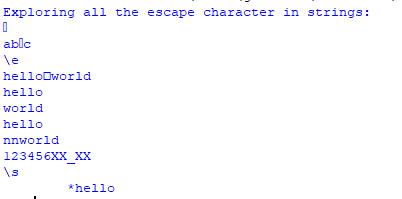 Exploring all the escape character in strings:
▯
ab▯c
\e
hello▯world
hello
world
hello
nnworld
123456XX_XX
\s
*hello